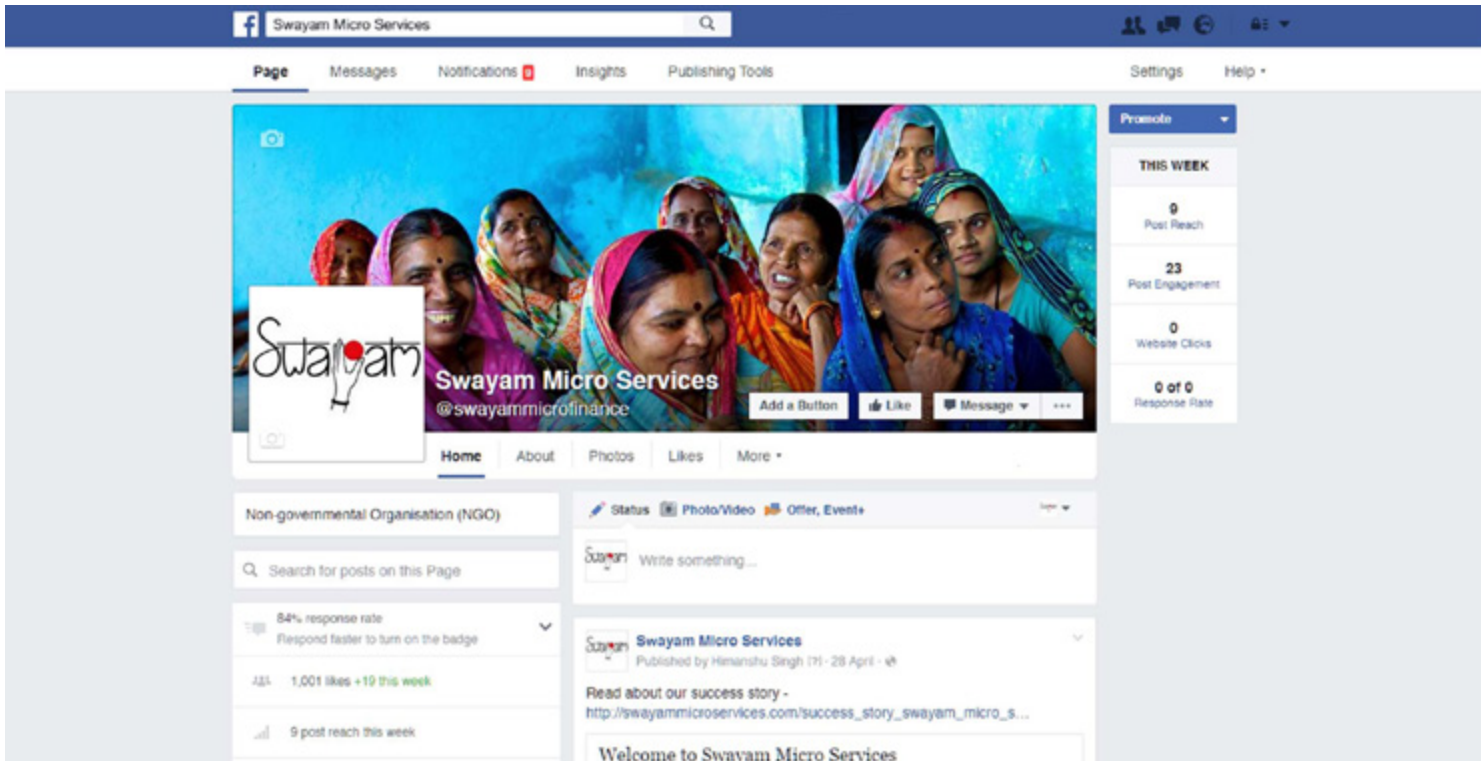 Swayam Micro Services
Page Messages Notifications 9 Insights Publishing Tools Settings Help
Promote
THIS WEEK
9
Post Reach
23
Post Engagement
0
Website Clicks
0 of 0
Response Rate
Swayam
Swayam Micro Services
@swayammicrofinance
Add a Button Like Message ...
Home About Photos Likes More
Non-governmental Organisation (NGO)
Search for posts on this Page
84% response rate
Respond faster to turn on the badge
1,001 likes +19 this week
9 post reach this week
Status Photo/Video Offer, Event+
Swayam
Write something...
Swayam
Swayam Micro Services
Published by Himanshu Singh [?] · 28 April ·
Read about our success story -
http://swayammicroservices.com/success_story_swayam_micro_s...
Welcome to Swayam Micro Services